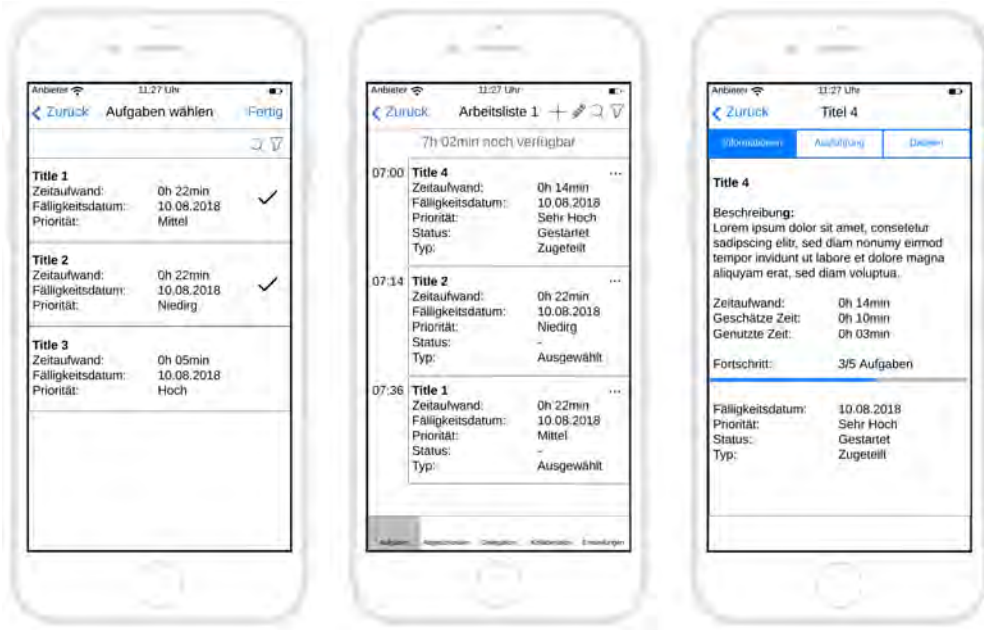 Anbieter 11:27 Uhr
Zurück Aufgaben wählen Fertig
Title 1
Zeitaufwand: 0h 22min
Fälligkeitsdatum: 10.08.2018
Priorität: Mittel
Title 2
Zeitaufwand: 0h 22min
Fälligkeitsdatum: 10.08.2018
Priorität: Niedirg
Title 3
Zeitaufwand: 0h 05min
Fälligkeitsdatum: 10.08.2018
Priorität: Hoch
Anbieter 11:27 Uhr
Zurück Arbeitsliste 1
7h 02min noch verfügbar
07:00 Title 4 ...
Zeitaufwand: 0h 14min
Fälligkeitsdatum: 10.08.2018
Priorität: Sehr Hoch
Status: Gestartet
Typ: Zugeteilt
07:14 Title 2 ...
Zeitaufwand: 0h 22min
Fälligkeitsdatum: 10.08.2018
Priorität: Niedirg
Status: -
Typ: Ausgewählt
07:36 Title 1 ...
Zeitaufwand: 0h 22min
Fälligkeitsdatum: 10.08.2018
Priorität: Mittel
Status: -
Typ: Ausgewählt
Aufgaben Delegation Kollaboration Einstellungen
Anbieter 11:27 Uhr
Zurück Titel 4
Informationen Ausführung Dateien
Title 4
Beschreibung:
Lorem ipsum dolor sit amet, consetetur
sadipscing elitr, sed diam nonumy eirmod
tempor invidunt ut labore et dolore magna
aliquyam erat, sed diam voluptua.
Zeitaufwand: 0h 14min
Geschätze Zeit: 0h 10min
Genutzte Zeit: 0h 03min
Fortschritt: 3/5 Aufgaben
Fälligkeitsdatum: 10.08.2018
Priorität: Sehr Hoch
Status: Gestartet
Typ: Zugeteilt